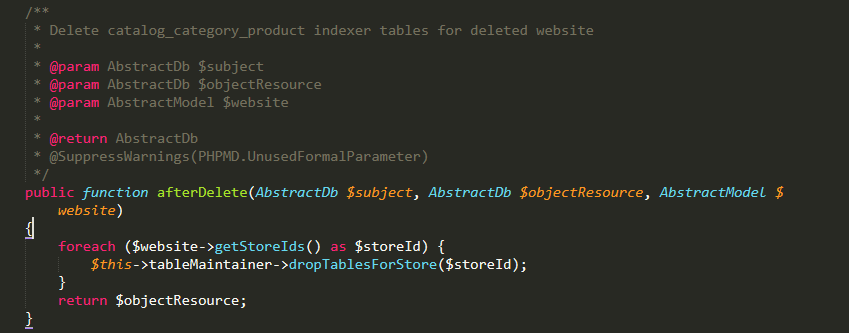 /**
 * Delete catalog_category_product indexer tables for deleted website
 *
 * @param AbstractDb $subject
 * @param AbstractDb $objectResource
 * @param AbstractModel $website
 *
 * @return AbstractDb
 * @SuppressWarnings(PHPMD.UnusedFormalParameter)
 */
public function afterDelete(AbstractDb $subject, AbstractDb $objectResource, AbstractModel $
    website)
{
    foreach ($website->getStoreIds() as $storeId) {
        $this->tableMaintainer->dropTablesForStore($storeId);
    }
    return $objectResource;
}